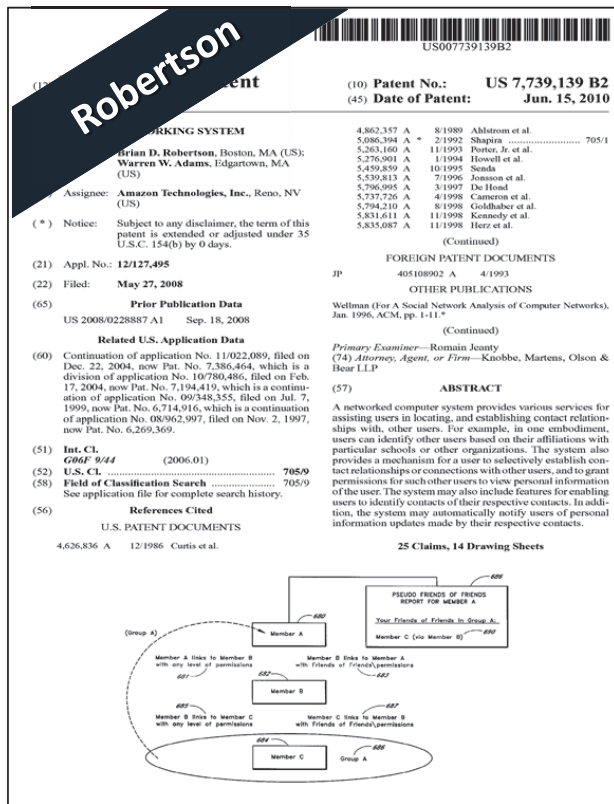 Robertson
US007739139B2
(10) Patent No.: US 7,739,139 B2
(45) Date of Patent: Jun. 15, 2010
Brian D. Robertson, Boston, MA (US);
Warren W. Adams, Edgartown, MA
(US)
Assignee: Amazon Technologies, Inc., Reno, NV
(US)
( * ) Notice: Subject to any disclaimer, the term of this
patent is extended or adjusted under 35
U.S.C. 154(b) by 0 days.
(21) Appl. No.: 12/127,495
(22) Filed: May 27, 2008
(65) Prior Publication Data
US 2008/0228887 A1 Sep. 18, 2008
Related U.S. Application Data
(60) Continuation of application No. 11/022,089, filed on
Dec. 22, 2004, now Pat. No. 7,386,464, which is a
division of application No. 10/780,486, filed on Feb.
17, 2004, now Pat. No. 7,194,419, which is a continu-
ation of application No. 09/348,355, filed on Jul. 7,
1999, now Pat. No. 6,714,916, which is a continuation
of application No. 08/962,997, filed on Nov. 2, 1997,
now Pat. No. 6,269,369.
(51) Int. Cl.
G06F 9/44 (2006.01)
(52) U.S. Cl. ........ 705/9
(58) Field of Classification Search ........ 705/9
See application file for complete search history.
(56) References Cited
U.S. PATENT DOCUMENTS
4,626,836 A 12/1986 Curtis et al.
4,862,357 A 8/1989 Ahlstrom et al.
5,086,394 A * 2/1992 Shapira ........ 705/1
5,263,160 A 11/1993 Porter, Jr. et al.
5,276,901 A 1/1994 Howell et al.
5,459,859 A 10/1995 Senda
5,539,813 A 7/1996 Jonsson et al.
5,796,995 A 3/1997 De Hond
5,737,726 A 4/1998 Cameron et al.
5,794,210 A 8/1998 Goldhaber et al.
5,831,611 A 11/1998 Kennedy et al.
5,835,087 A 11/1998 Herz et al.
(Continued)
FOREIGN PATENT DOCUMENTS
JP 405108902 A 4/1993
OTHER PUBLICATIONS
Wellman (For A Social Network Analysis of Computer Networks),
Jan. 1996, ACM, pp. 1-11.*
(Continued)
Primary Examiner—Romain Jeanty
(74) Attorney, Agent, or Firm—Knobbe, Martens, Olson &
Bear LLP
(57) ABSTRACT
A networked computer system provides various services for
assisting users in locating, and establishing contact relation-
ships with, other users. For example, in one embodiment,
users can identify other users based on their affiliations with
particular schools or other organizations. The system also
provides a mechanism for a user to selectively establish con-
tact relationships or connections with other users, and to grant
permissions for such other users to view personal information
of the user. The system may also include features for enabling
users to identify contacts of their respective contacts. In addi-
tion, the system may automatically notify users of personal
information updates made by their respective contacts.
25 Claims, 14 Drawing Sheets
686
PSEUDO FRIENDS OF FRIENDS
REPORT FOR MEMBER A
Your Friends of Friends in Group A:
Member C (via Member B) 690
680
(Group A)
Member A
Member A links to Member B
with any level of permissions
681
Member B links to Member A
with Friends of Friends\permissions
683
682
Member B
685
Member B links to Member C
with any level of permissions
687
Member C links to Member B
with Friends of Friends\permissions
684
Member C
Group A
686